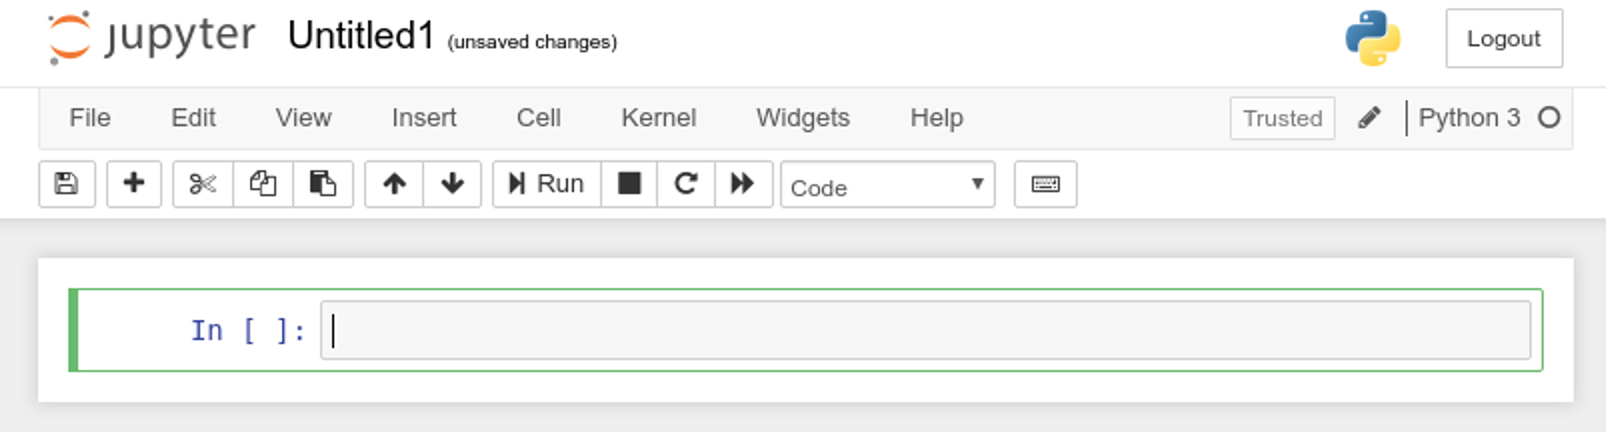 jupyter Untitled1 (unsaved changes) Logout
File Edit View Insert Cell Kernel Widgets Help Trusted Python 3
Run Code
In [ ]: